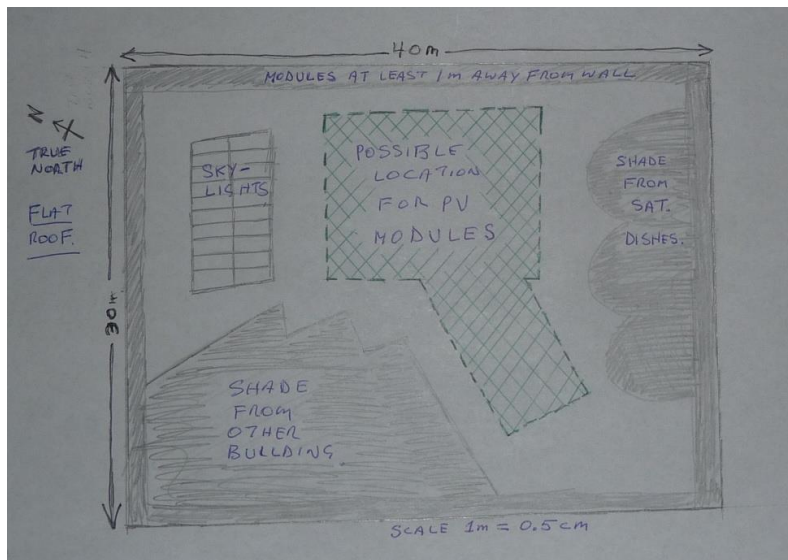 40m
MODULES AT LEAST 1m AWAY FROM WALL
N
TRUE
NORTH
FLAT
ROOF.
30m
SKY-
LIGHTS
POSSIBLE
LOCATION
FOR PV
MODULES
SHADE
FROM
SAT.
DISHES.
SHADE
FROM
OTHER
BUILDING
SCALE 1m = 0.5cm